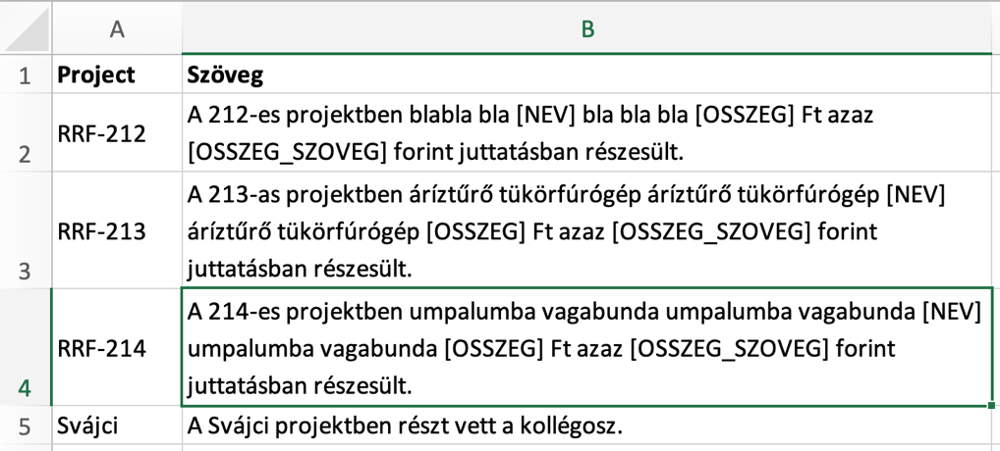 A B
1 Project Szöveg
2 RRF-212 A 212-es projektben blabla bla [NEV] bla bla bla [OSSZEG] Ft azaz
[OSSZEG_SZOVEG] forint juttatásban részesült.
3 RRF-213 A 213-as projektben áríztűrő tükörfúrógép áríztűrő tükörfúrógép [NEV]
áríztűrő tükörfúrógép [OSSZEG] Ft azaz [OSSZEG_SZOVEG] forint
juttatásban részesült.
4 RRF-214 A 214-es projektben umpalumba vagabunda umpalumba vagabunda [NEV]
umpalumba vagabunda [OSSZEG] Ft azaz [OSSZEG_SZOVEG] forint
juttatásban részesült.
5 Svájci A Svájci projektben részt vett a kollégosz.